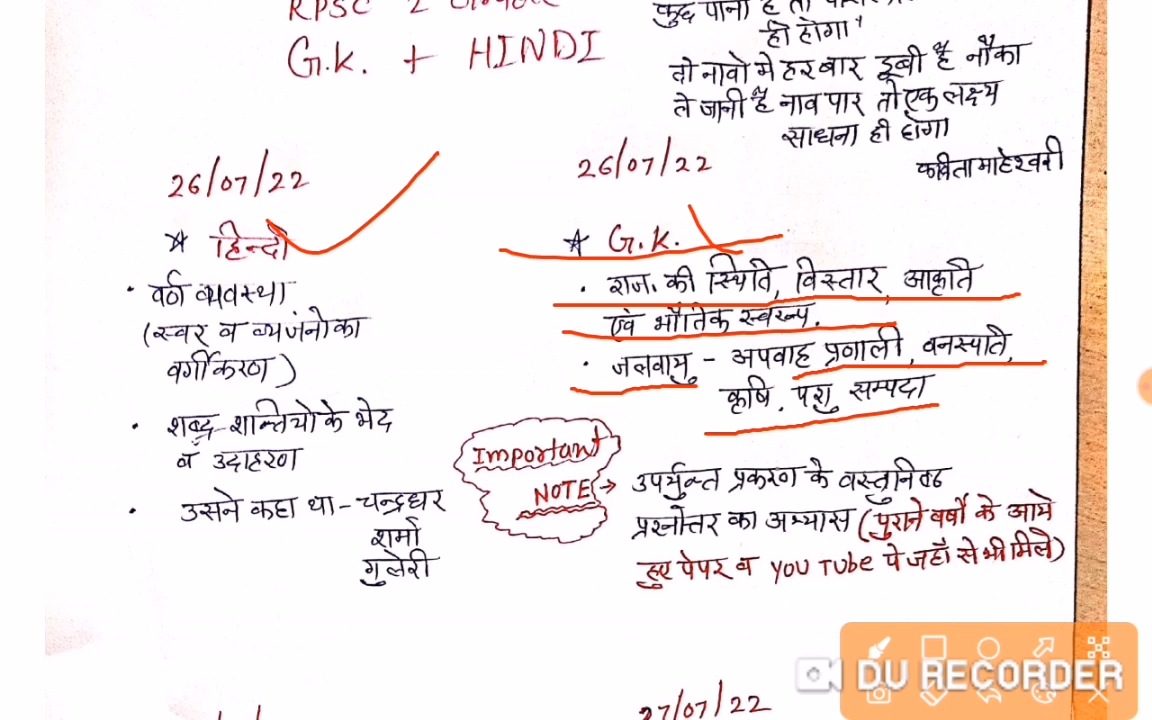 RPSC 2
G.K. + HINDI
ही होगा"
तो नावो मे हर बार डूबी है नौका
ले जानी है नाव पार तो एक लक्ष्य
साधना ही होगा
कविता माहेश्वरी
26/07/22
* हिन्दी
• वर्ण व्यवस्था
(स्वर व व्यजंनो का
वर्गीकरण)
• शब्द-शक्तियो के भेद
व उदाहरण
• उसने कहा था - चन्द्रधर
शर्मा
गुलेरी
26/07/22
* G.K.
• राज. की स्थिति, विस्तार, आकृति
एवं भौतिक स्वरूप.
• जलवायु - अपवाह प्रणाली, वनस्पति,
कृषि, पशु सम्पदा
Important
NOTE →
उपर्युक्त प्रकरण के वस्तुनिष्ठ
प्रश्नोत्तर का अभ्यास (पुराने वर्षो के आये
हुए पेपर व YOU TUbe पे जहाँ से भी मिले)
27/07/22
DU RECORDER